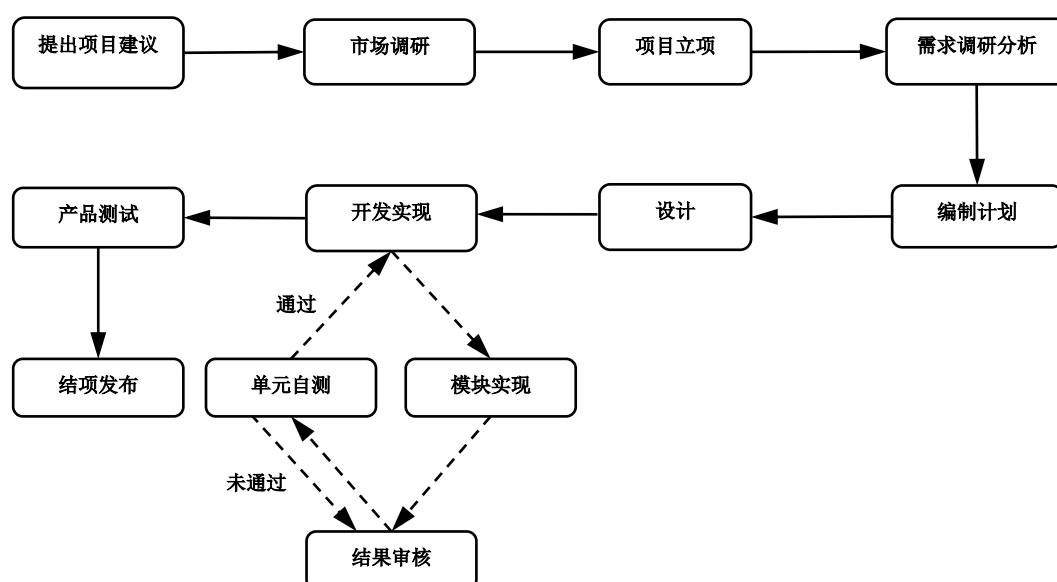 提出项目建议
市场调研
项目立项
需求调研分析
产品测试
开发实现
设计
编制计划
通过
结项发布
单元自测
模块实现
未通过
结果审核